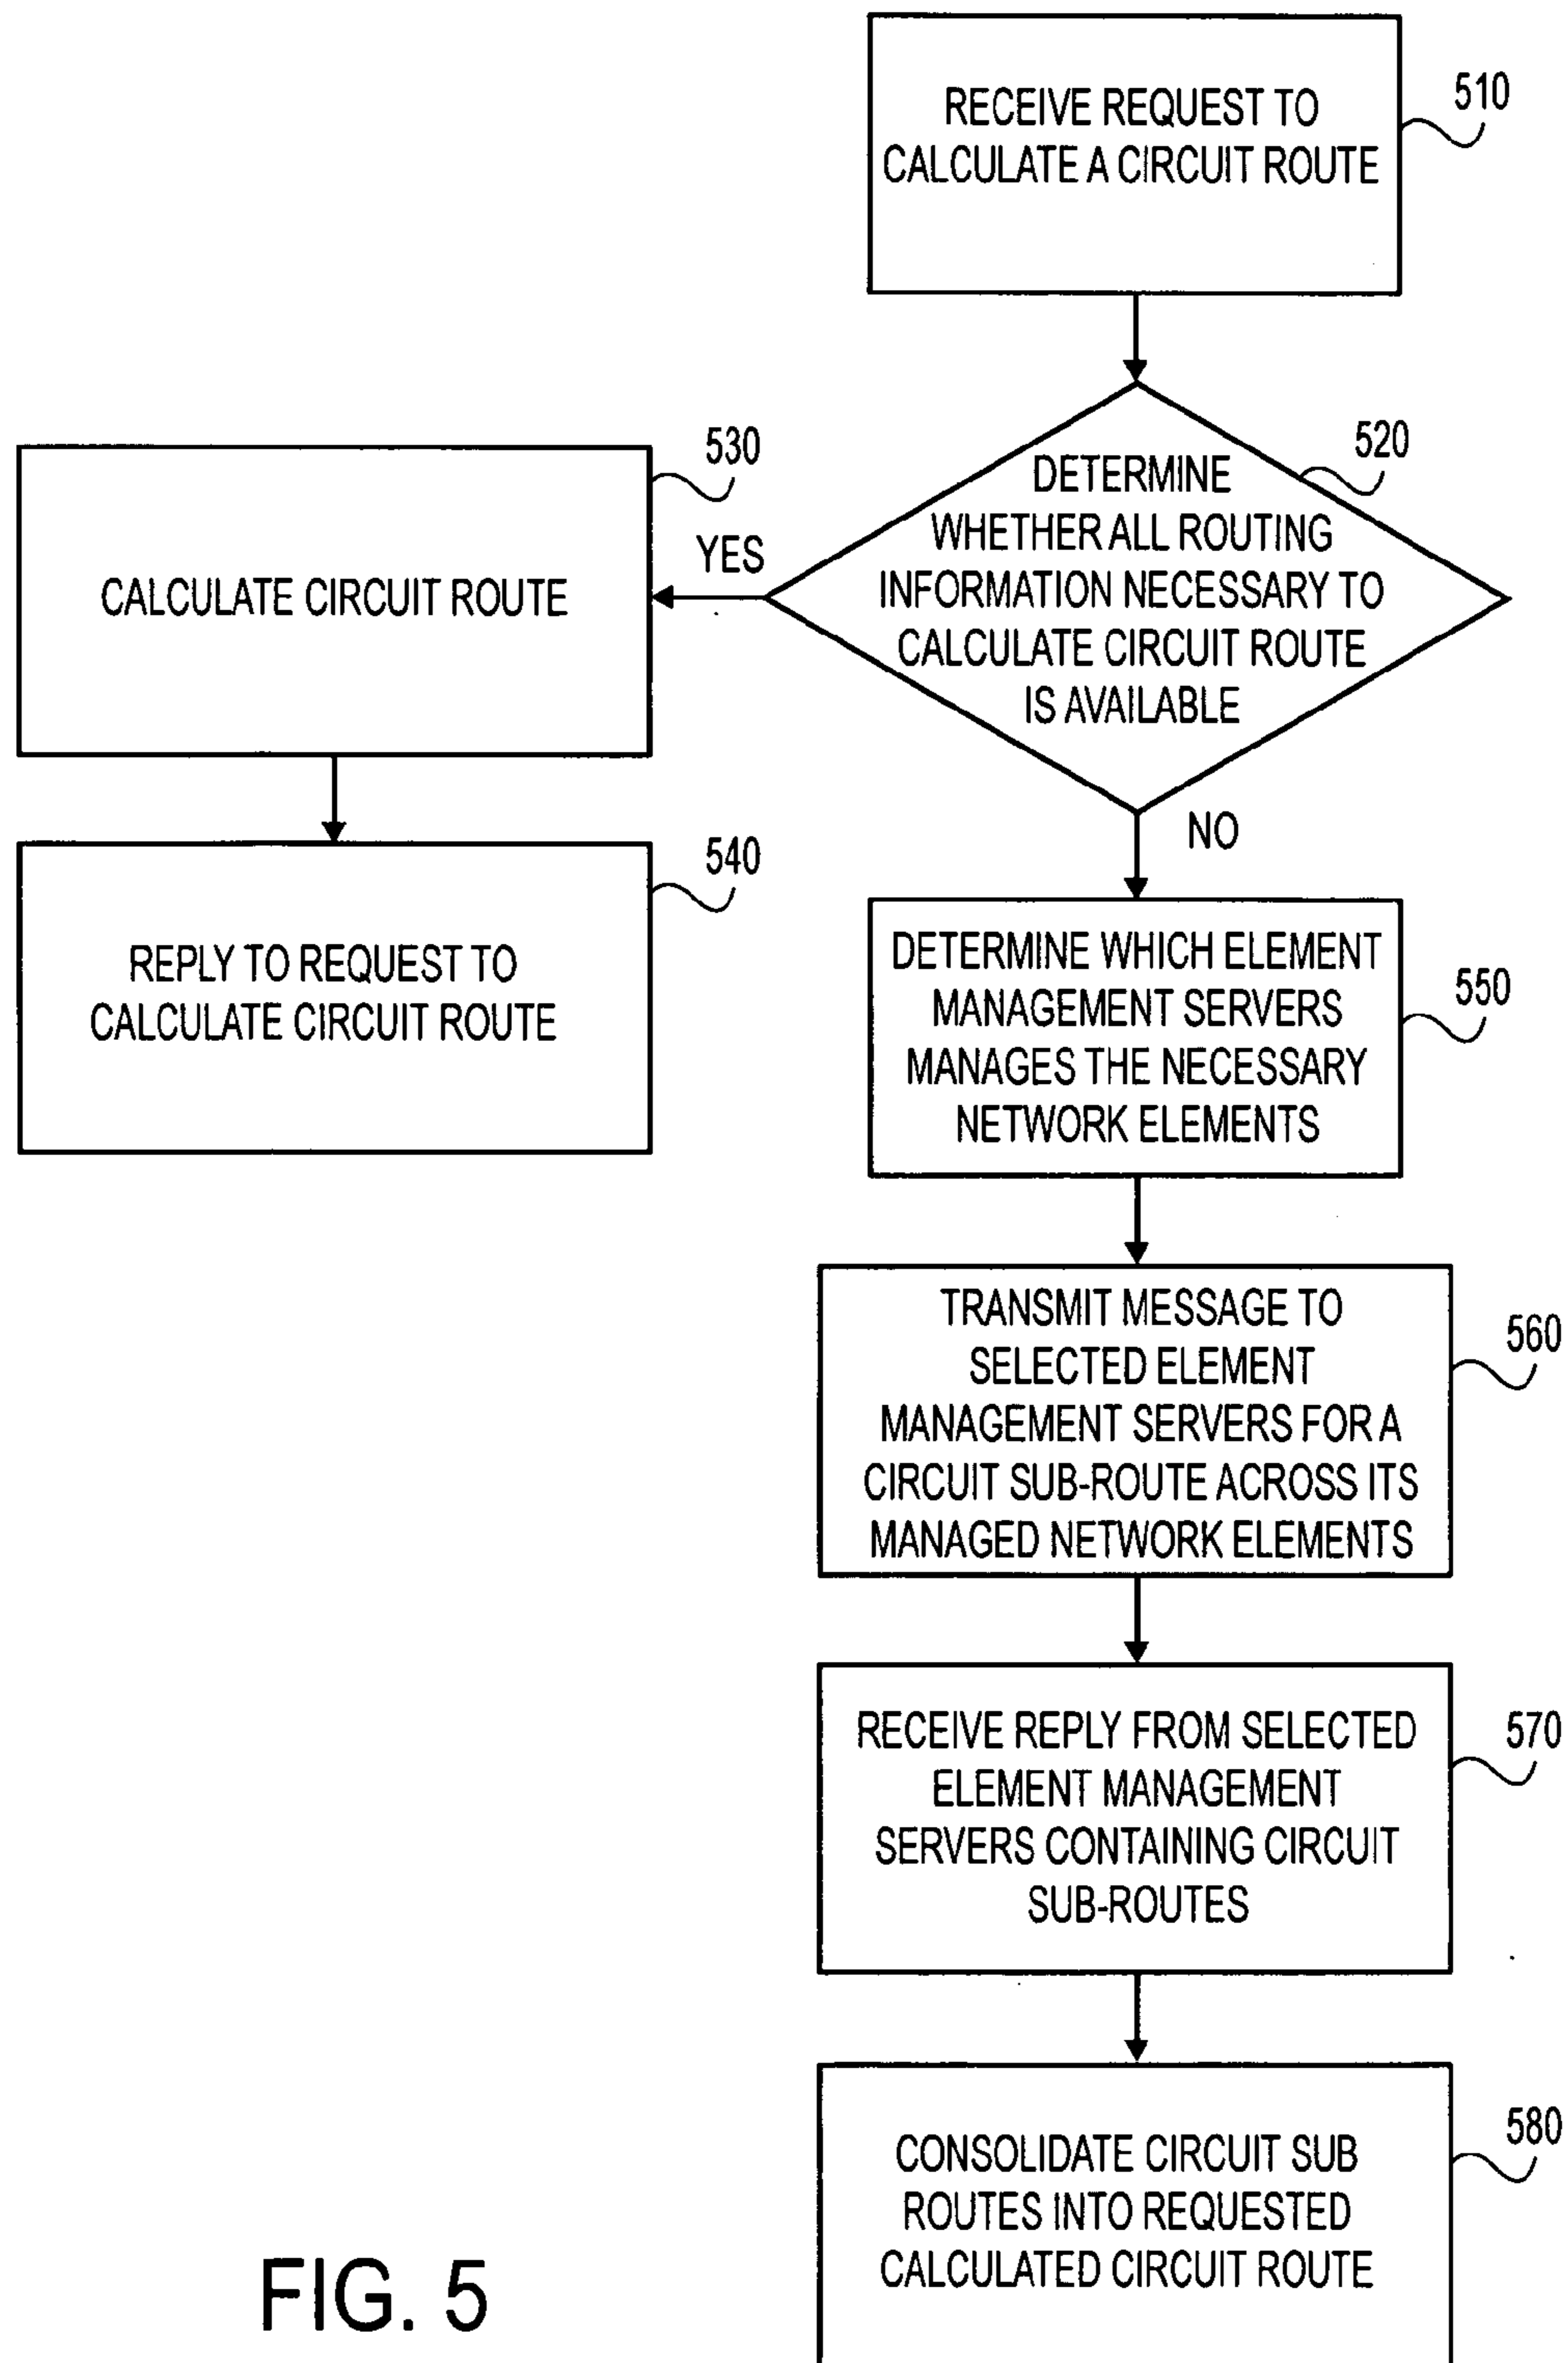 RECEIVE REQUEST TO
CALCULATE A CIRCUIT ROUTE
510
DETERMINE
WHETHER ALL ROUTING
INFORMATION NECESSARY TO
CALCULATE CIRCUIT ROUTE
IS AVAILABLE
520
YES
530
CALCULATE CIRCUIT ROUTE
540
REPLY TO REQUEST TO
CALCULATE CIRCUIT ROUTE
NO
DETERMINE WHICH ELEMENT
MANAGEMENT SERVERS
MANAGES THE NECESSARY
NETWORK ELEMENTS
550
TRANSMIT MESSAGE TO
SELECTED ELEMENT
MANAGEMENT SERVERS FOR A
CIRCUIT SUB-ROUTE ACROSS ITS
MANAGED NETWORK ELEMENTS
560
RECEIVE REPLY FROM SELECTED
ELEMENT MANAGEMENT
SERVERS CONTAINING CIRCUIT
SUB-ROUTES
570
CONSOLIDATE CIRCUIT SUB
ROUTES INTO REQUESTED
CALCULATED CIRCUIT ROUTE
580
FIG. 5